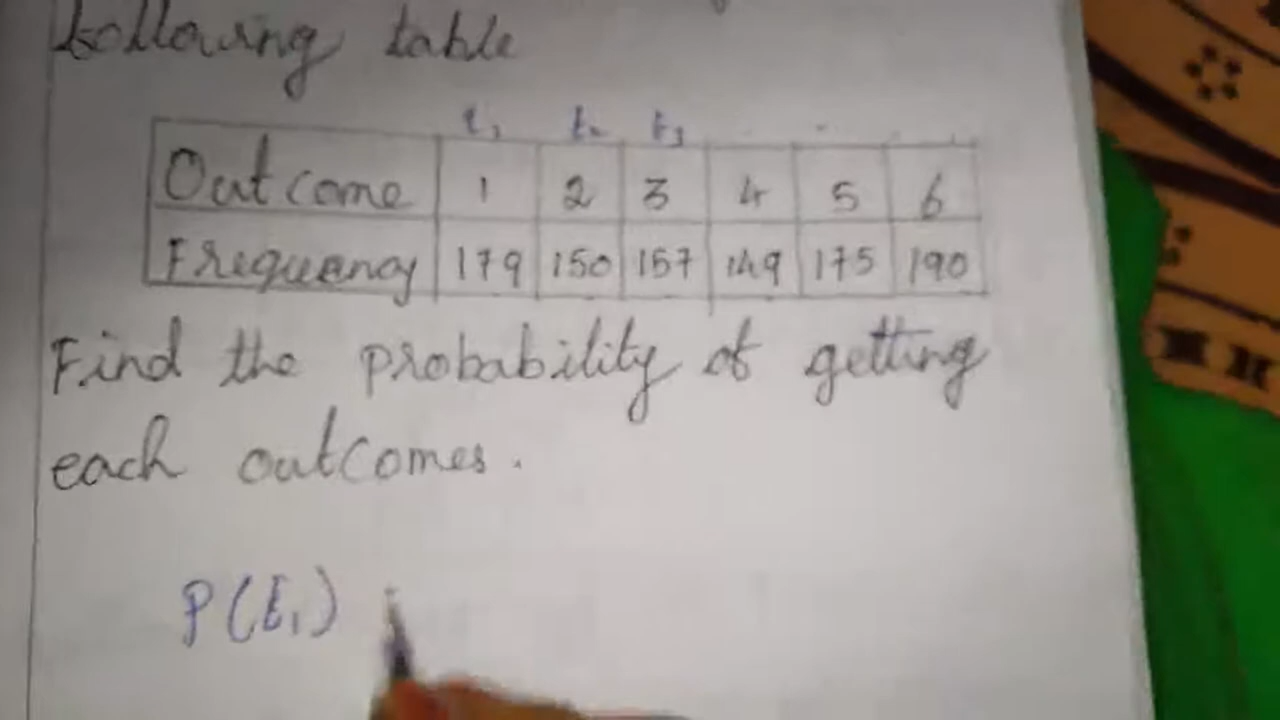 following table
E₁ E₂ E₃
Outcome 1 2 3 4 5 6
Frequency 179 150 157 149 175 190
Find the probability of getting
each outcomes.
P(E₁)